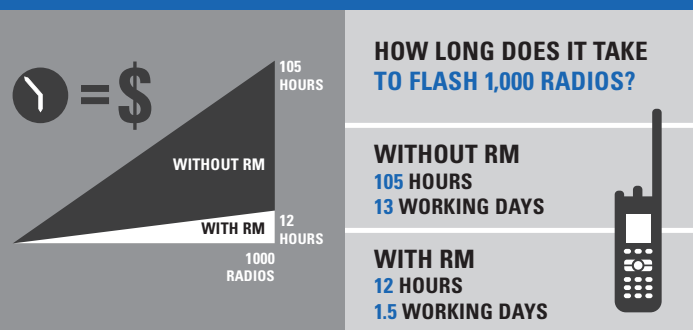 = $
105
HOURS
WITHOUT RM
WITH RM
12
HOURS
1000
RADIOS
HOW LONG DOES IT TAKE
TO FLASH 1,000 RADIOS?
WITHOUT RM
105 HOURS
13 WORKING DAYS
WITH RM
12 HOURS
1.5 WORKING DAYS